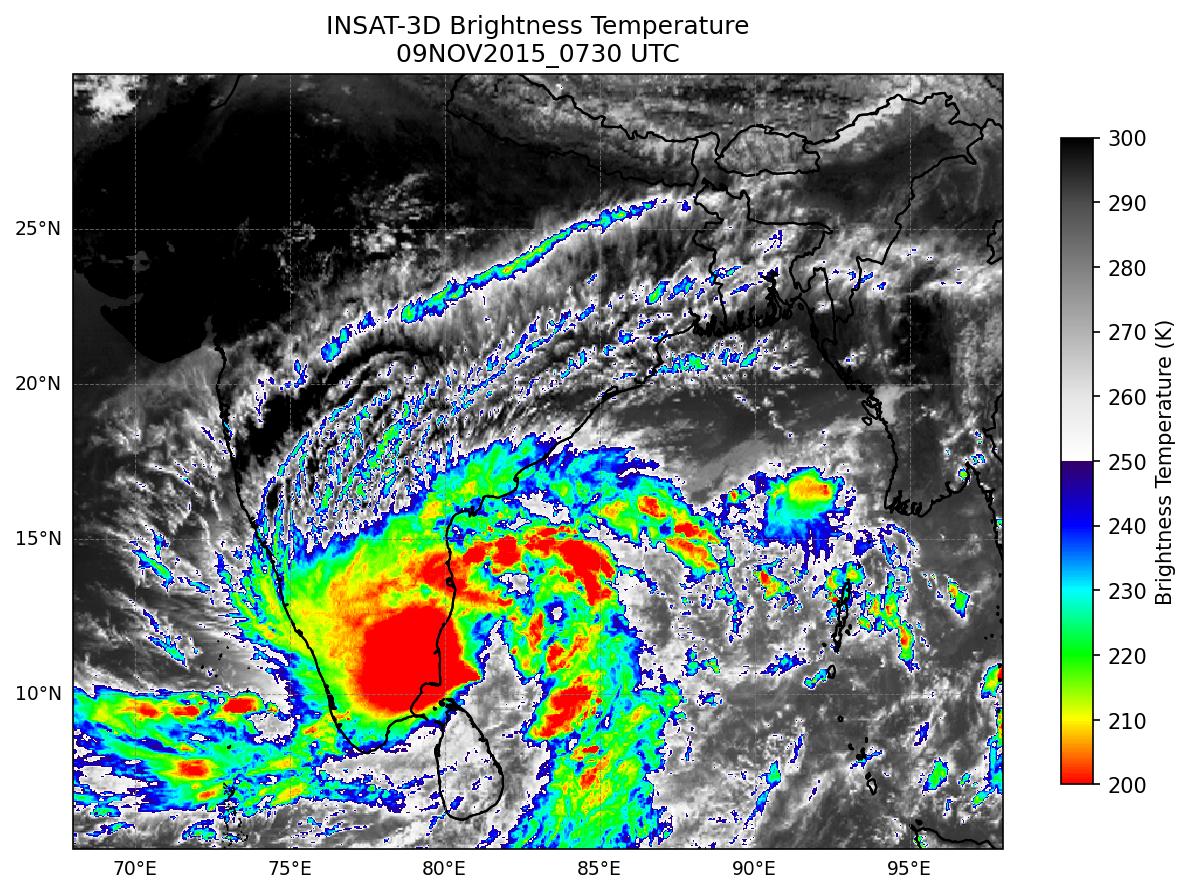 INSAT-3D Brightness Temperature
09NOV2015_0730 UTC
25°N
20°N
15°N
10°N
70°E
75°E
80°E
85°E
90°E
95°E
300
290
280
270
260
250
240
230
220
210
200
Brightness Temperature (K)